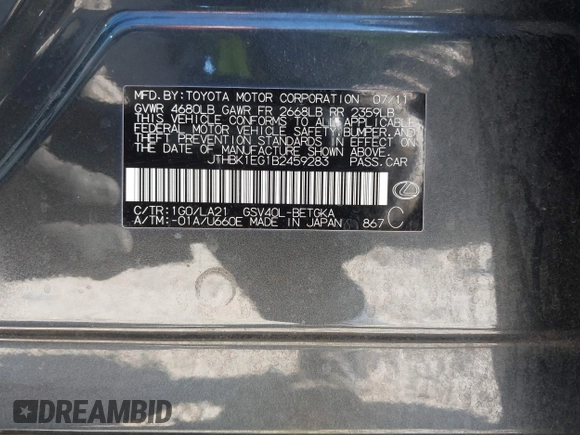 MFD.BY:TOYOTA MOTOR CORPORATION 07/11
GVWR 4680LB GAWR FR 2668LB RR 2359LB
THIS VEHICLE CONFORMS TO ALL APPLICABLE
FEDERAL MOTOR VEHICLE SAFETY,BUMPER,AND
THEFT PREVENTION STANDARDS IN EFFECT ON
THE DATE OF MANUFACTURE SHOWN ABOVE.
JTHBK1EG1B2459283 PASS.CAR
C/TR:1G0/LA21 GSV40L-BETGKA
A/TM:-01A/U660E MADE IN JAPAN 867 C
DREAMBID